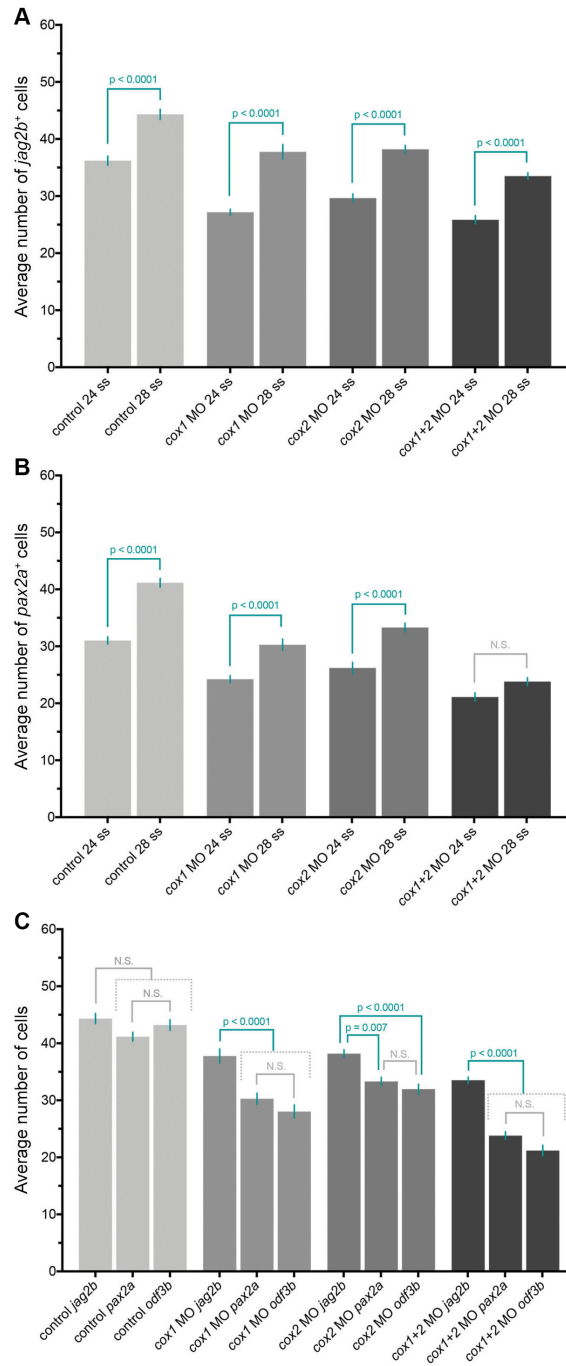 A
Average number of jag2b+ cells
60
50
40
30
20
10
0
p < 0.0001
p < 0.0001
p < 0.0001
p < 0.0001
control 24 ss
control 28 ss
cox1 MO 24 ss
cox1 MO 28 ss
cox2 MO 24 ss
cox2 MO 28 ss
cox1+2 MO 24 ss
cox1+2 MO 28 ss
B
Average number of pax2a+ cells
60
50
40
30
20
10
0
p < 0.0001
p < 0.0001
p < 0.0001
N.S.
control 24 ss
control 28 ss
cox1 MO 24 ss
cox1 MO 28 ss
cox2 MO 24 ss
cox2 MO 28 ss
cox1+2 MO 24 ss
cox1+2 MO 28 ss
C
Average number of cells
60
50
40
30
20
10
0
N.S.
N.S.
p < 0.0001
N.S.
p < 0.0001
p = 0.007
N.S.
p < 0.0001
N.S.
control jag2b
control pax2a
control odf3b
cox1 MO jag2b
cox1 MO pax2a
cox1 MO odf3b
cox2 MO jag2b
cox2 MO pax2a
cox2 MO odf3b
cox1+2 MO jag2b
cox1+2 MO pax2a
cox1+2 MO odf3b